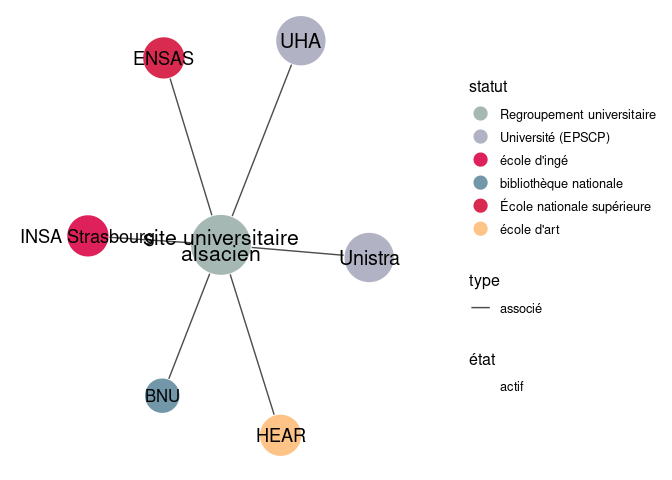 UHA
ENSAS
INSA Strasbourg
site universitaire
alsacien
Unistra
BNU
HEAR
statut
Regroupement universitaire
Université (EPSCP)
école d'ingé
bibliothèque nationale
École nationale supérieure
école d'art
type
associé
état
actif